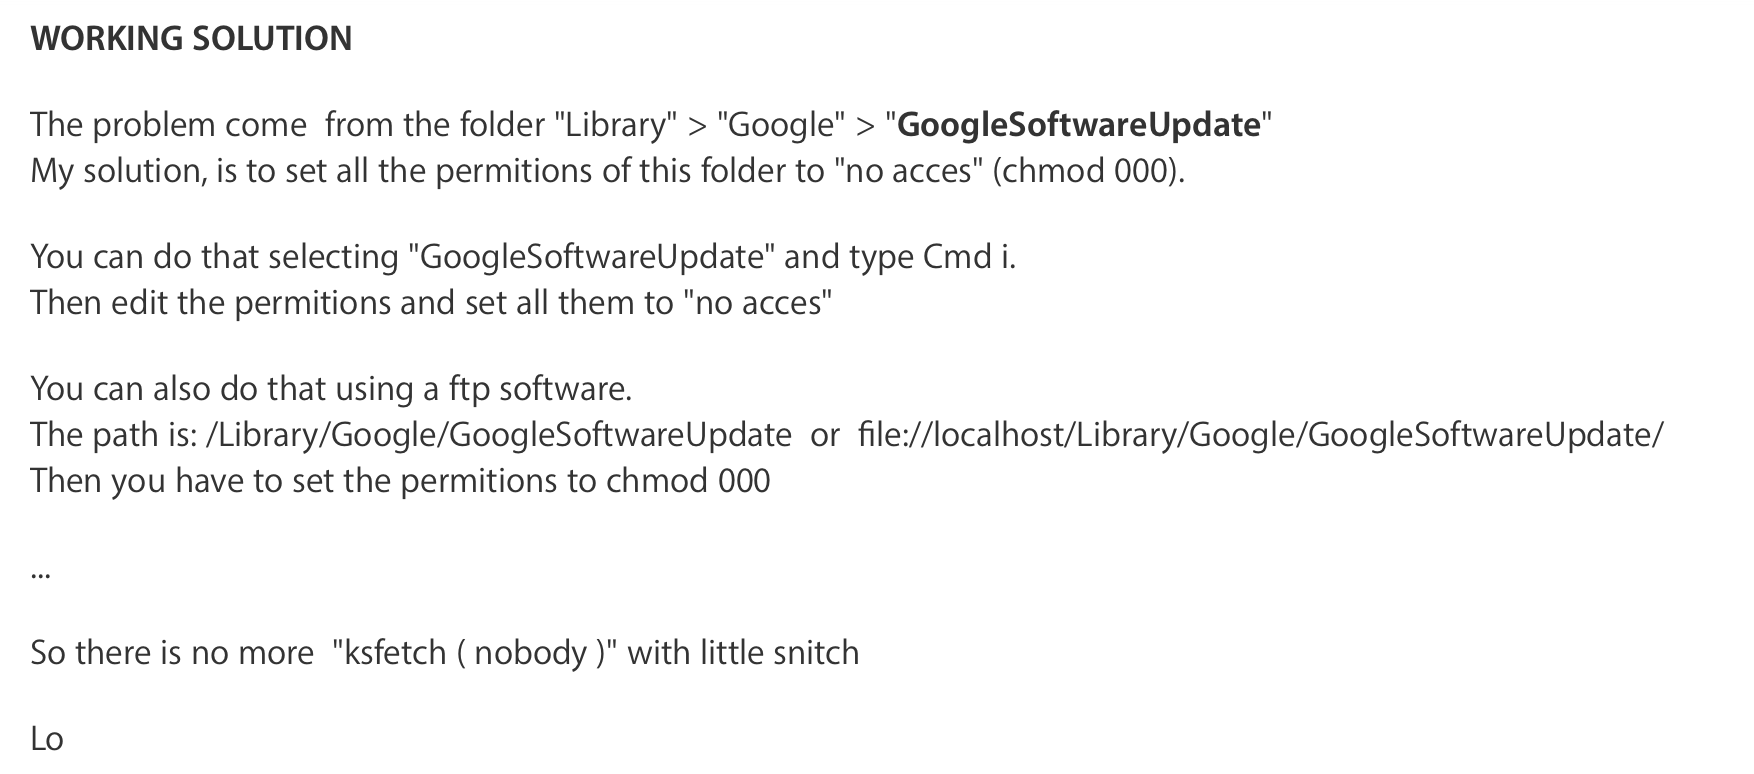 WORKING SOLUTION
The problem come  from the folder "Library" > "Google" > "GoogleSoftwareUpdate"
My solution, is to set all the permitions of this folder to "no acces" (chmod 000).
You can do that selecting "GoogleSoftwareUpdate" and type Cmd i.
Then edit the permitions and set all them to "no acces"
You can also do that using a ftp software.
The path is: /Library/Google/GoogleSoftwareUpdate  or  file://localhost/Library/Google/GoogleSoftwareUpdate/
Then you have to set the permitions to chmod 000
...
So there is no more  "ksfetch ( nobody )" with little snitch
Lo